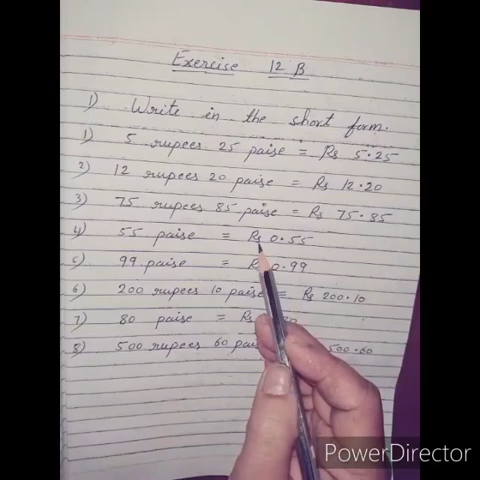 Exercise 12 B
1) Write in the short form.
1) 5 rupees 25 paise = Rs 5.25
2) 12 rupees 20 paise = Rs 12.20
3) 75 rupees 85 paise = Rs 75.85
4) 55 paise = Rs 0.55
5) 99 paise = 0.99
6) 200 rupees 10 paise = Rs 200.10
7) 80 paise = Rs
8) 500 rupees 60 500.60
PowerDirector